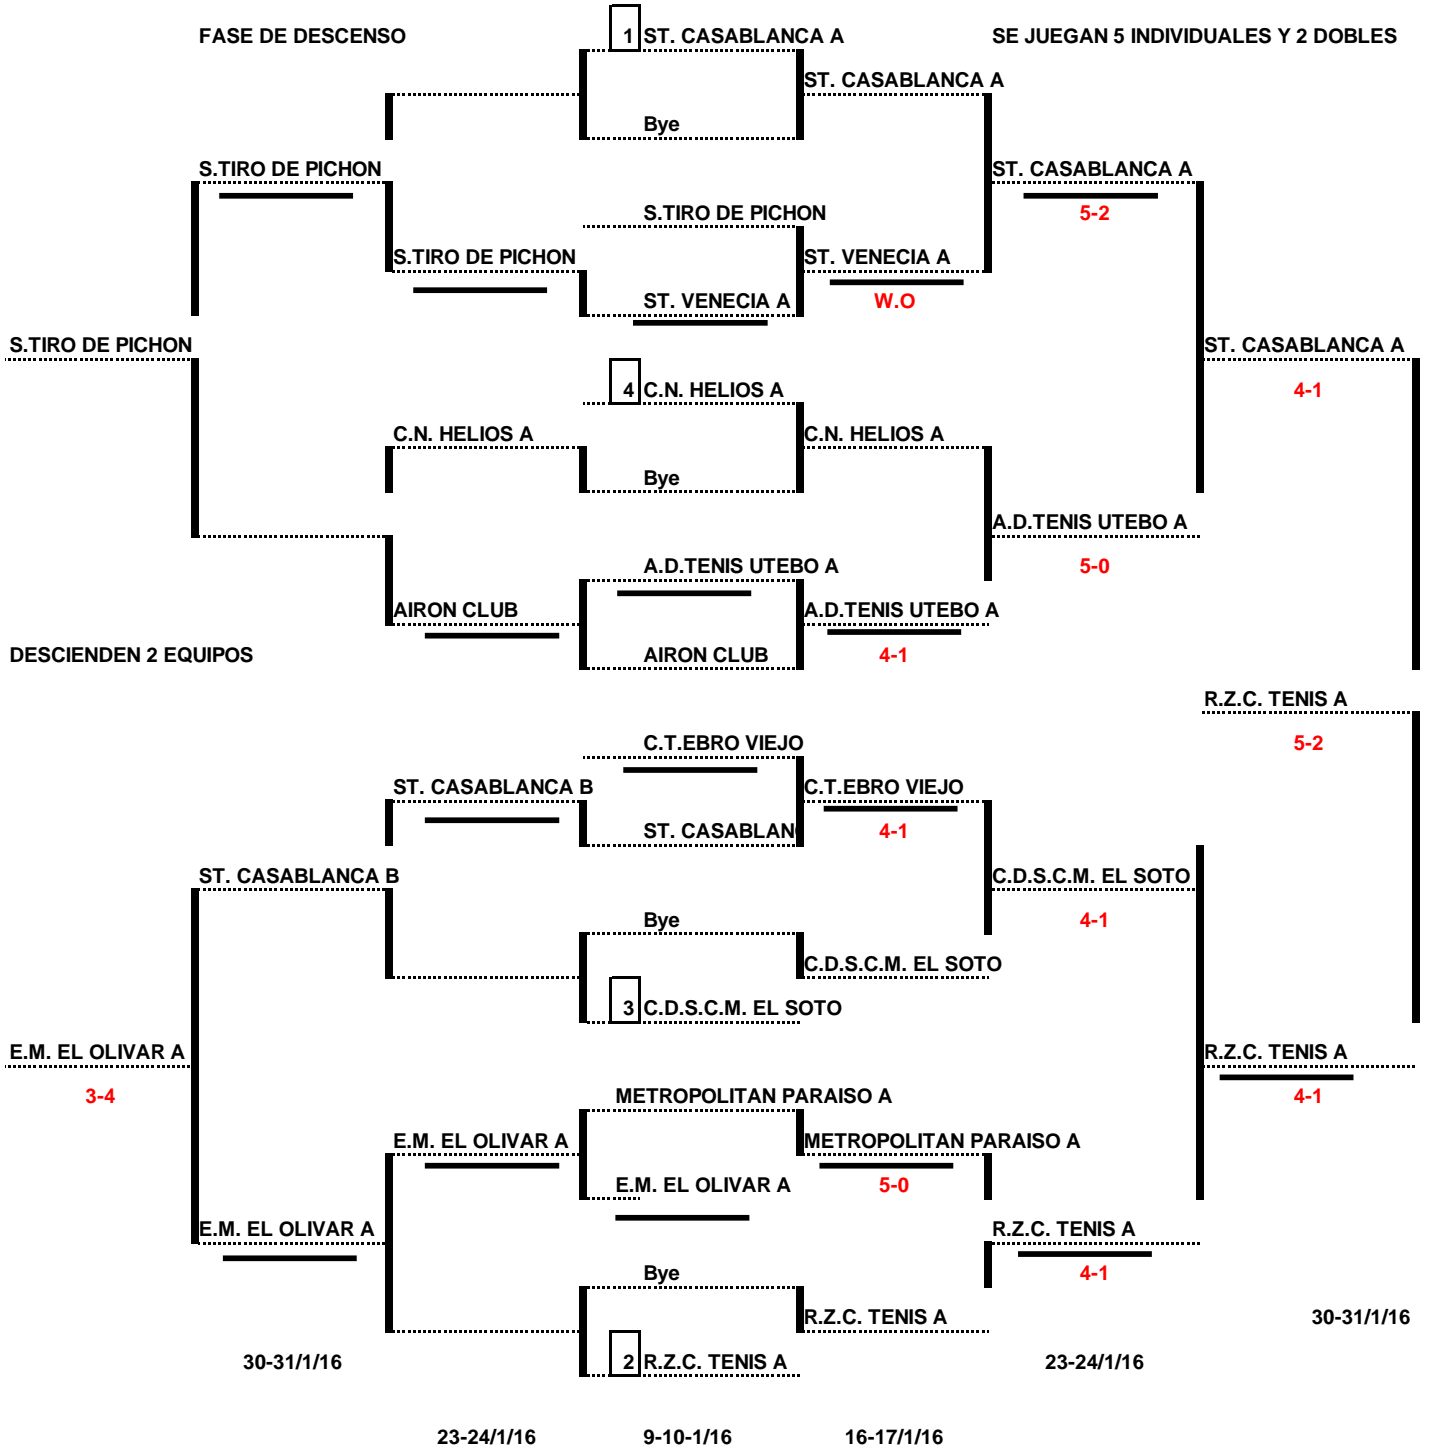 FASE DE DESCENSO
1 ST. CASABLANCA A
SE JUEGAN 5 INDIVIDUALES Y 2 DOBLES
ST. CASABLANCA A
Bye
S.TIRO DE PICHON
ST. CASABLANCA A
S.TIRO DE PICHON
5-2
S.TIRO DE PICHON
ST. VENECIA A
ST. VENECIA A
W.O
S.TIRO DE PICHON
ST. CASABLANCA A
4 C.N. HELIOS A
4-1
C.N. HELIOS A
C.N. HELIOS A
Bye
A.D.TENIS UTEBO A
A.D.TENIS UTEBO A
5-0
AIRON CLUB
A.D.TENIS UTEBO A
DESCIENDEN 2 EQUIPOS
AIRON CLUB
4-1
R.Z.C. TENIS A
C.T.EBRO VIEJO
5-2
ST. CASABLANCA B
C.T.EBRO VIEJO
ST. CASABLAN
4-1
ST. CASABLANCA B
C.D.S.C.M. EL SOTO
Bye
4-1
C.D.S.C.M. EL SOTO
3 C.D.S.C.M. EL SOTO
E.M. EL OLIVAR A
R.Z.C. TENIS A
3-4
METROPOLITAN PARAISO A
4-1
E.M. EL OLIVAR A
METROPOLITAN PARAISO A
E.M. EL OLIVAR A
5-0
E.M. EL OLIVAR A
R.Z.C. TENIS A
Bye
4-1
R.Z.C. TENIS A
30-31/1/16
30-31/1/16
2 R.Z.C. TENIS A
23-24/1/16
23-24/1/16
9-10-1/16
16-17/1/16